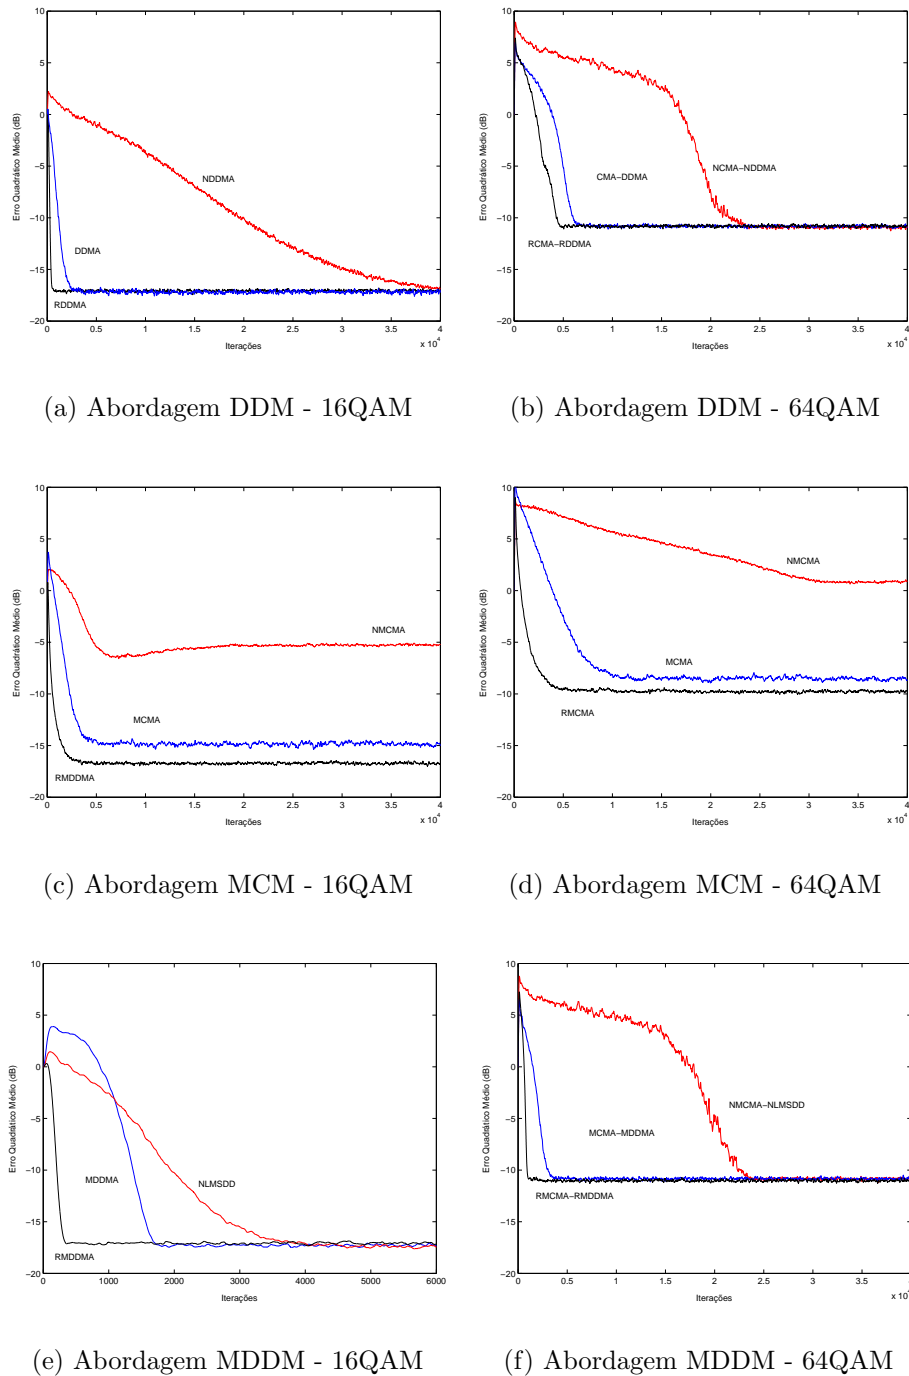 10
5
0
−5
−10
−15
−20
Erro Quadrático Médio (dB)
NDDMA
DDMA
RDDMA
0 0.5 1 1.5 2 2.5 3 3.5 4
x 10^4
Iterações
(a) Abordagem DDM - 16QAM
10
5
0
−5
−10
−15
−20
Erro Quadrático Médio (dB)
NCMA−NDDMA
CMA−DDMA
RCMA−RDDMA
0 0.5 1 1.5 2 2.5 3 3.5 4
x 10^4
Iterações
(b) Abordagem DDM - 64QAM
10
5
0
−5
−10
−15
−20
Erro Quadrático Médio (dB)
NMCMA
MCMA
RMDDMA
0 0.5 1 1.5 2 2.5 3 3.5 4
x 10^4
Iterações
(c) Abordagem MCM - 16QAM
10
5
0
−5
−10
−15
−20
Erro Quadrático Médio (dB)
NMCMA
MCMA
RMCMA
0 0.5 1 1.5 2 2.5 3 3.5 4
x 10^4
Iterações
(d) Abordagem MCM - 64QAM
10
5
0
−5
−10
−15
−20
Erro Quadrático Médio (dB)
MDDMA
NLMSDD
RMDDMA
0 1000 2000 3000 4000 5000 6000
Iterações
(e) Abordagem MDDM - 16QAM
10
5
0
−5
−10
−15
−20
Erro Quadrático Médio (dB)
NMCMA−NLMSDD
MCMA−MDDMA
RMCMA−RMDDMA
0 0.5 1 1.5 2 2.5 3 3.5
x 10
Iterações
(f) Abordagem MDDM - 64QAM